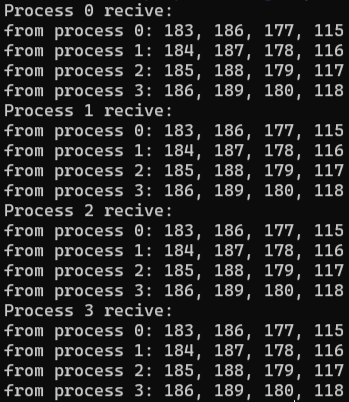 Process 0 recive:
from process 0: 183, 186, 177, 115
from process 1: 184, 187, 178, 116
from process 2: 185, 188, 179, 117
from process 3: 186, 189, 180, 118
Process 1 recive:
from process 0: 183, 186, 177, 115
from process 1: 184, 187, 178, 116
from process 2: 185, 188, 179, 117
from process 3: 186, 189, 180, 118
Process 2 recive:
from process 0: 183, 186, 177, 115
from process 1: 184, 187, 178, 116
from process 2: 185, 188, 179, 117
from process 3: 186, 189, 180, 118
Process 3 recive:
from process 0: 183, 186, 177, 115
from process 1: 184, 187, 178, 116
from process 2: 185, 188, 179, 117
from process 3: 186, 189, 180, 118